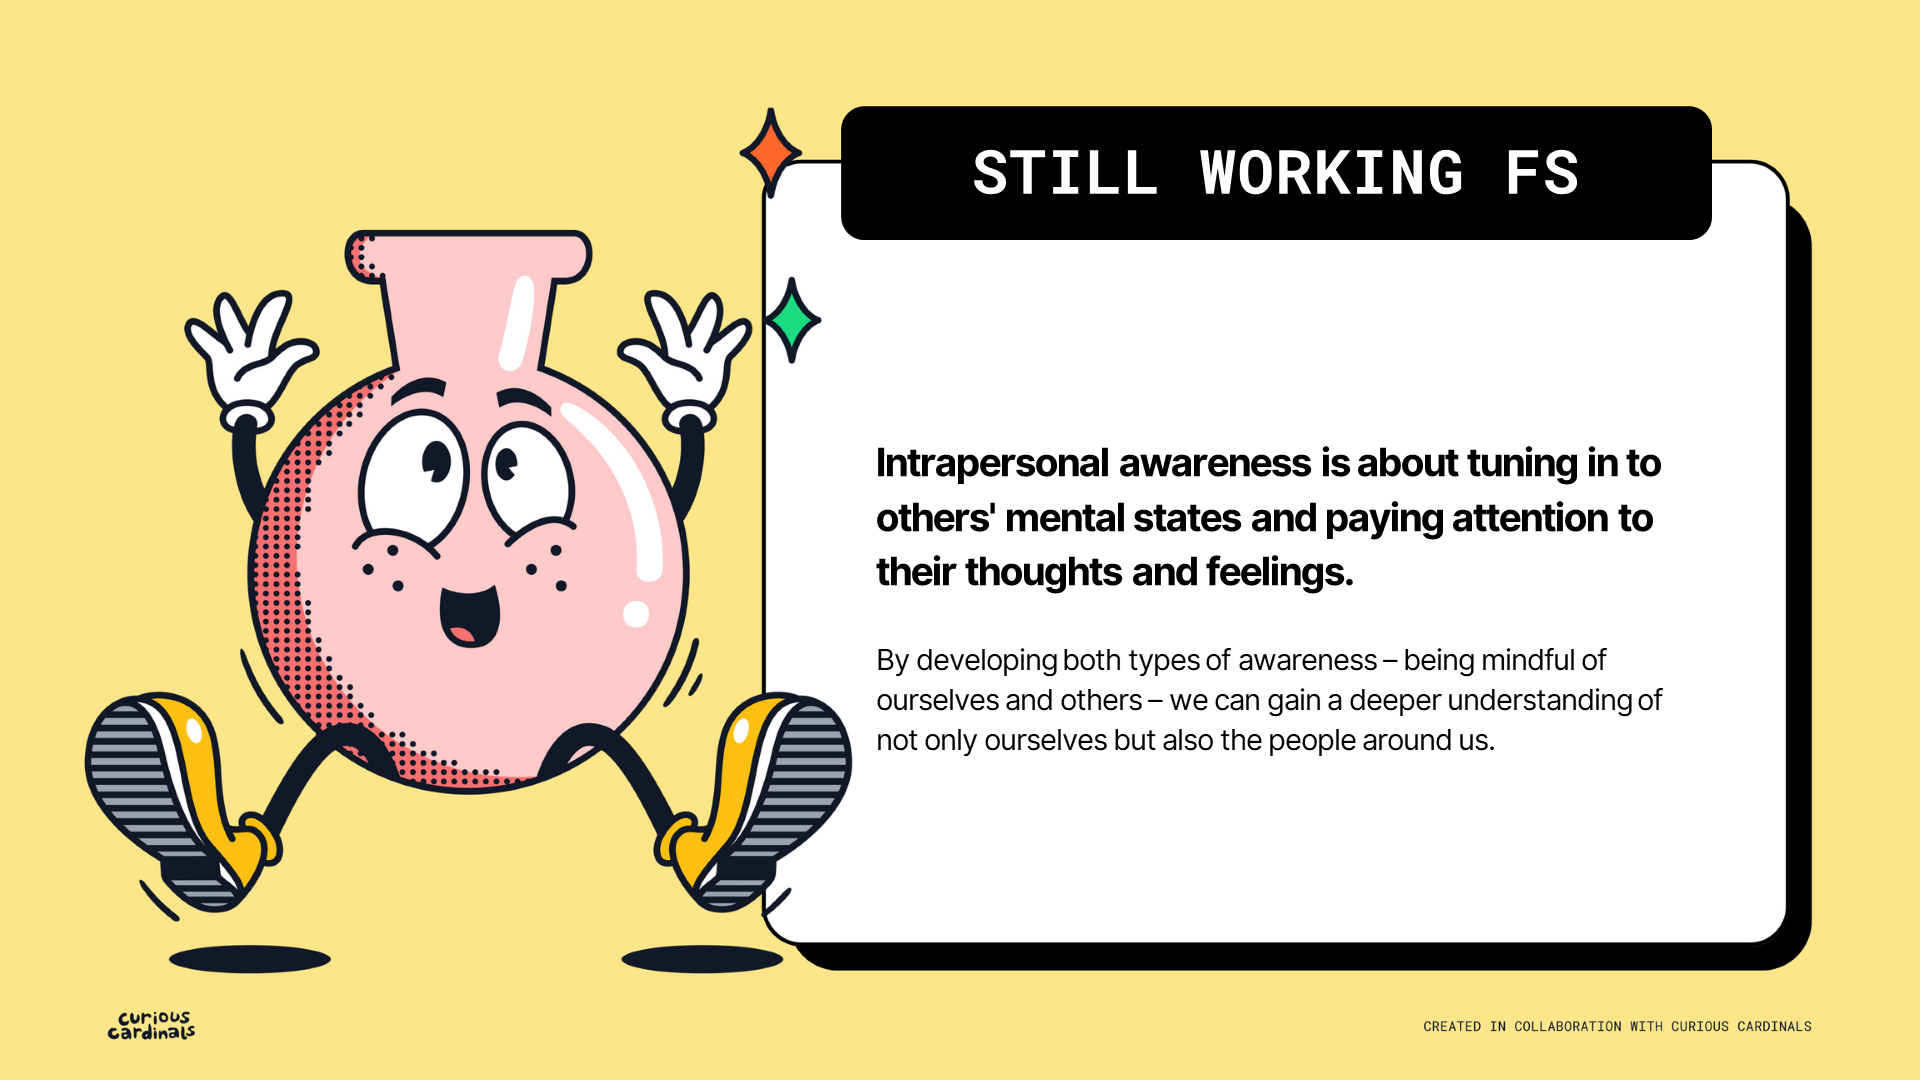 STILL WORKING FS
Intrapersonal awareness is about tuning in to
others' mental states and paying attention to
their thoughts and feelings.
By developing both types of awareness – being mindful of
ourselves and others – we can gain a deeper understanding of
not only ourselves but also the people around us.
curious
cardinals
CREATED IN COLLABORATION WITH CURIOUS CARDINALS